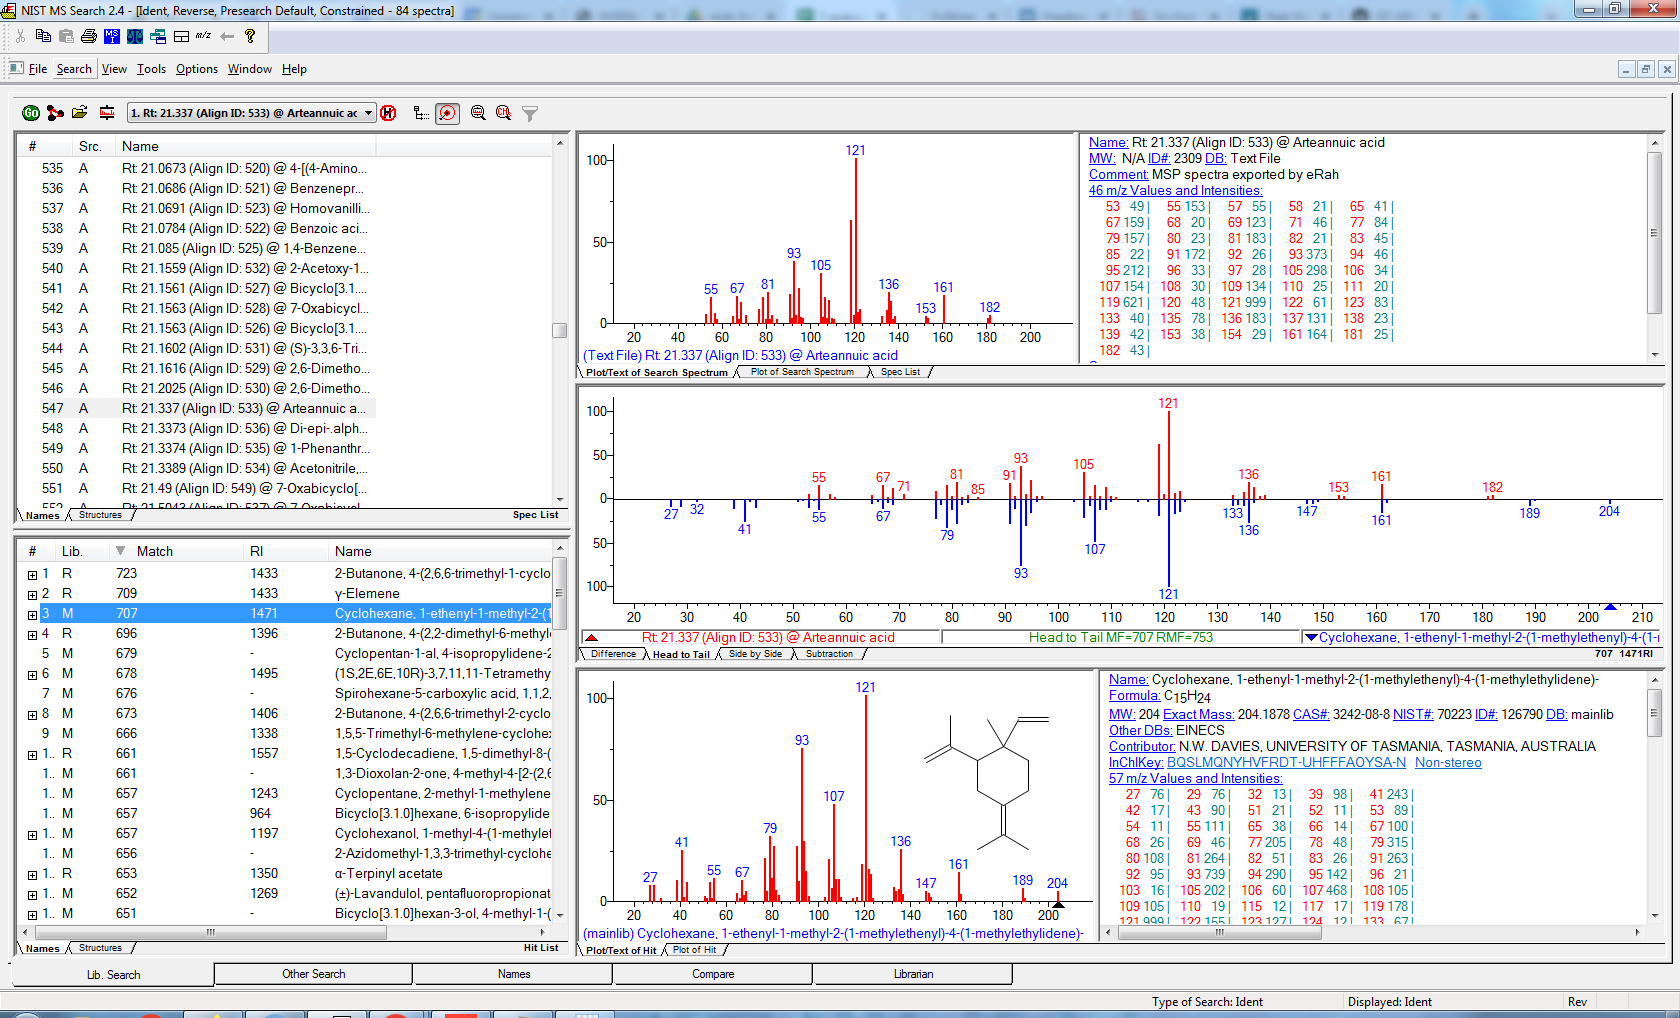 NIST MS Search 2.4 - [Ident, Reverse, Presearch Default, Constrained - 84 spectra]
File Search View Tools Options Window Help
1. Rt: 21.337 (Align ID: 533) @ Arteannuic ac
# Src. Name
535 A Rt: 21.0673 (Align ID: 520) @ 4-[(4-Amino...
536 A Rt: 21.0686 (Align ID: 521) @ Benzenepr...
537 A Rt: 21.0691 (Align ID: 523) @ Homovanilli...
538 A Rt: 21.0784 (Align ID: 522) @ Benzoic aci...
539 A Rt: 21.085 (Align ID: 525) @ 1,4-Benzene...
540 A Rt: 21.1559 (Align ID: 532) @ 2-Acetoxy-1...
541 A Rt: 21.1561 (Align ID: 527) @ Bicyclo[3.1....
542 A Rt: 21.1563 (Align ID: 528) @ 7-Oxabicycl...
543 A Rt: 21.1563 (Align ID: 526) @ Bicyclo[3.1....
544 A Rt: 21.1602 (Align ID: 531) @ (S)-3,3,6-Tri...
545 A Rt: 21.1616 (Align ID: 529) @ 2,6-Dimetho...
546 A Rt: 21.2025 (Align ID: 530) @ 2,6-Dimetho...
547 A Rt: 21.337 (Align ID: 533) @ Arteannuic a...
548 A Rt: 21.3373 (Align ID: 536) @ Di-epi-.alph...
549 A Rt: 21.3374 (Align ID: 535) @ 1-Phenanthr...
550 A Rt: 21.3389 (Align ID: 534) @ Acetonitrile,...
551 A Rt: 21.49 (Align ID: 549) @ 7-Oxabicyclo[...
Names Structures Spec List
# Lib. Match RI Name
1 R 723 1433 2-Butanone, 4-(2,6,6-trimethyl-1-cyclo
2 R 709 1433 γ-Elemene
3 M 707 1471 Cyclohexane, 1-ethenyl-1-methyl-2-(1
4 R 696 1396 2-Butanone, 4-(2,2-dimethyl-6-methyle
5 M 679 - Cyclopentan-1-al, 4-isopropylidene-2
6 M 678 1495 (1S,2E,6E,10R)-3,7,11,11-Tetramethy
7 M 676 - Spirohexane-5-carboxylic acid, 1,1,2,
8 M 673 1406 2-Butanone, 4-(2,6,6-trimethyl-2-cyclo
9 M 666 1338 1,5,5-Trimethyl-6-methylene-cyclohe
1.. R 661 1557 1,5-Cyclodecadiene, 1,5-dimethyl-8-(
1.. M 661 - 1,3-Dioxolan-2-one, 4-methyl-4-[2-(2,6
1.. M 657 1243 Cyclopentane, 2-methyl-1-methylene
1.. M 657 964 Bicyclo[3.1.0]hexane, 6-isopropylide
1.. M 657 1197 Cyclohexanol, 1-methyl-4-(1-methylet
1.. M 656 - 2-Azidomethyl-1,3,3-trimethyl-cyclohe
1.. R 653 1350 α-Terpinyl acetate
1.. M 652 1269 (±)-Lavandulol, pentafluoropropionat
1.. M 651 - Bicyclo[3.1.0]hexan-3-ol, 4-methyl-1-(
Names Structures Hit List
100 50 0
55 67 81 93 105 121 136 153 161 182
20 40 60 80 100 120 140 160 180 200
(Text File) Rt: 21.337 (Align ID: 533) @ Arteannuic acid
Plot/Text of Search Spectrum Plot of Search Spectrum Spec List
Name: Rt: 21.337 (Align ID: 533) @ Arteannuic acid
MW: N/A ID#: 2309 DB: Text File
Comment: MSP spectra exported by eRah
46 m/z Values and Intensities:
53 49| 55 153| 57 55| 58 21| 65 41|
67 159| 68 20| 69 123| 71 46| 77 84|
79 157| 80 23| 81 183| 82 21| 83 45|
85 22| 91 172| 92 26| 93 373| 94 46|
95 212| 96 33| 97 28| 105 298| 106 34|
107 154| 108 30| 109 134| 110 25| 111 20|
119 621| 120 48| 121 999| 122 61| 123 83|
133 40| 135 78| 136 183| 137 131| 138 23|
139 42| 153 38| 154 29| 161 164| 181 25|
182 43|
100 50 0 50 100
55 67 71 81 85 91 93 105 121 136 153 161 182
27 32 41 55 67 79 93 107 121 133 136 147 161 189 204
20 30 40 50 60 70 80 90 100 110 120 130 140 150 160 170 180 190 200 210
Rt: 21.337 (Align ID: 533) @ Arteannuic acid Head to Tail MF=707 RMF=753 Cyclohexane, 1-ethenyl-1-methyl-2-(1-methylethenyl)-4-(1-
Difference Head to Tail Side by Side Subtraction 707 1471RI
100 50 0
27 41 55 67 79 93 107 121 136 147 161 189 204
20 40 60 80 100 120 140 160 180 200
(mainlib) Cyclohexane, 1-ethenyl-1-methyl-2-(1-methylethenyl)-4-(1-methylethylidene)-
Plot/Text of Hit Plot of Hit
Name: Cyclohexane, 1-ethenyl-1-methyl-2-(1-methylethenyl)-4-(1-methylethylidene)-
Formula: C15H24
MW: 204 Exact Mass: 204.1878 CAS#: 3242-08-8 NIST#: 70223 ID#: 126790 DB: mainlib
Other DBs: EINECS
Contributor: N.W. DAVIES, UNIVERSITY OF TASMANIA, TASMANIA, AUSTRALIA
InChIKey: BQSLMQNYHVFRDT-UHFFFAOYSA-N Non-stereo
57 m/z Values and Intensities:
27 76| 29 76| 32 13| 39 98| 41 243|
42 17| 43 90| 51 21| 52 11| 53 89|
54 11| 55 111| 65 38| 66 14| 67 100|
68 26| 69 46| 77 205| 78 48| 79 315|
80 108| 81 264| 82 51| 83 26| 91 263|
92 95| 93 739| 94 290| 95 142| 96 21|
103 16| 105 202| 106 60| 107 468| 108 105|
109 105| 110 19| 115 12| 117 17| 119 178|
121 999| 122 155| 123 127| 124 12| 133 67|
Lib. Search Other Search Names Compare Librarian
Type of Search: Ident Displayed: Ident Rev